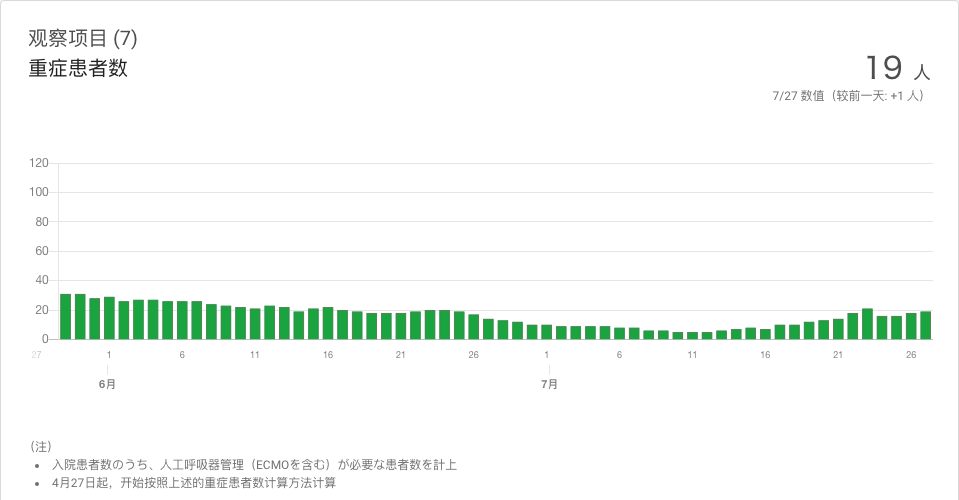 观察项目 (7)
重症患者数
19 人
7/27 数值（较前一天: +1 人）
120
100
80
60
40
20
0
27 1 6 11 16 21 26 1 6 11 16 21 26
6月 7月
（注）
• 入院患者数のうち、人工呼吸器管理（ECMOを含む）が必要な患者数を計上
• 4月27日起，开始按照上述的重症患者数计算方法计算